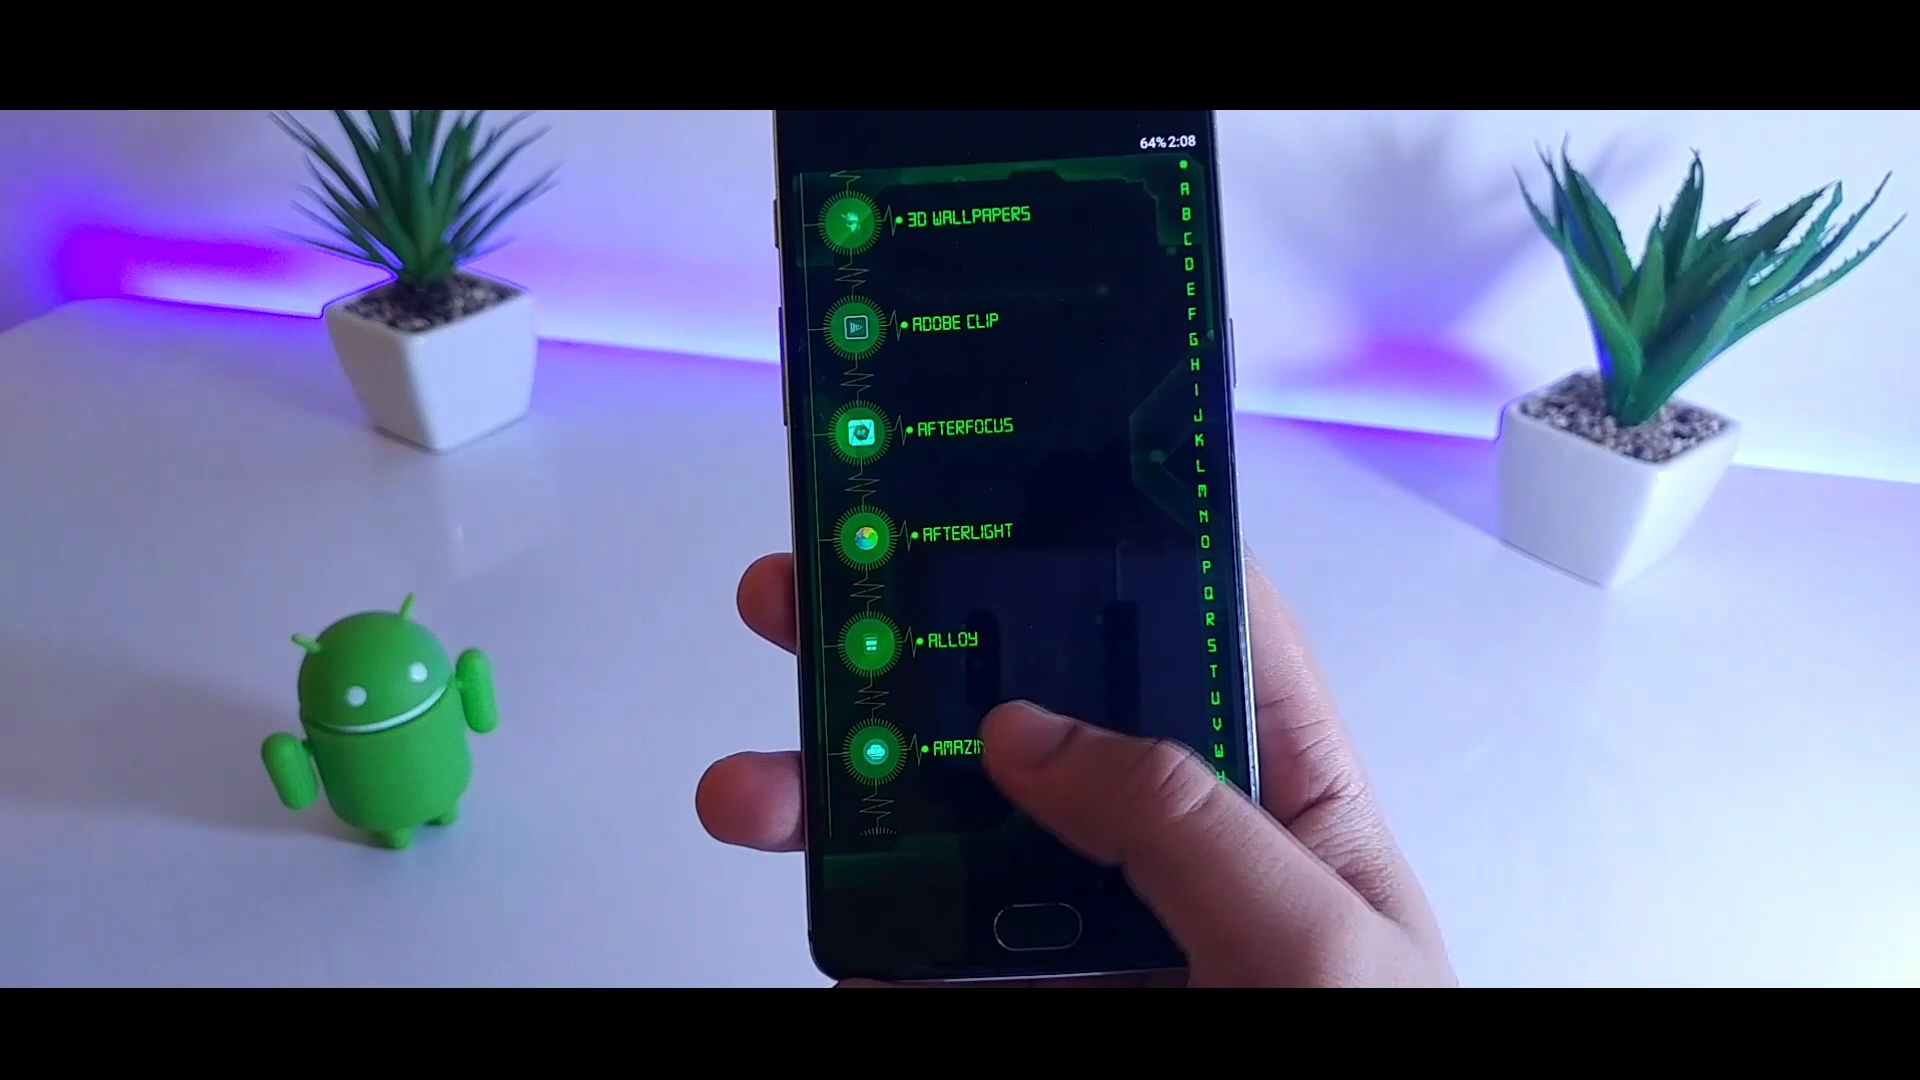 64% 2:08
3D WALLPAPERS
ADOBE CLIP
AFTERFOCUS
AFTERLIGHT
ALLOY
#
A
B
C
D
E
F
G
H
I
J
K
L
M
N
O
P
Q
R
S
T
U
V
W